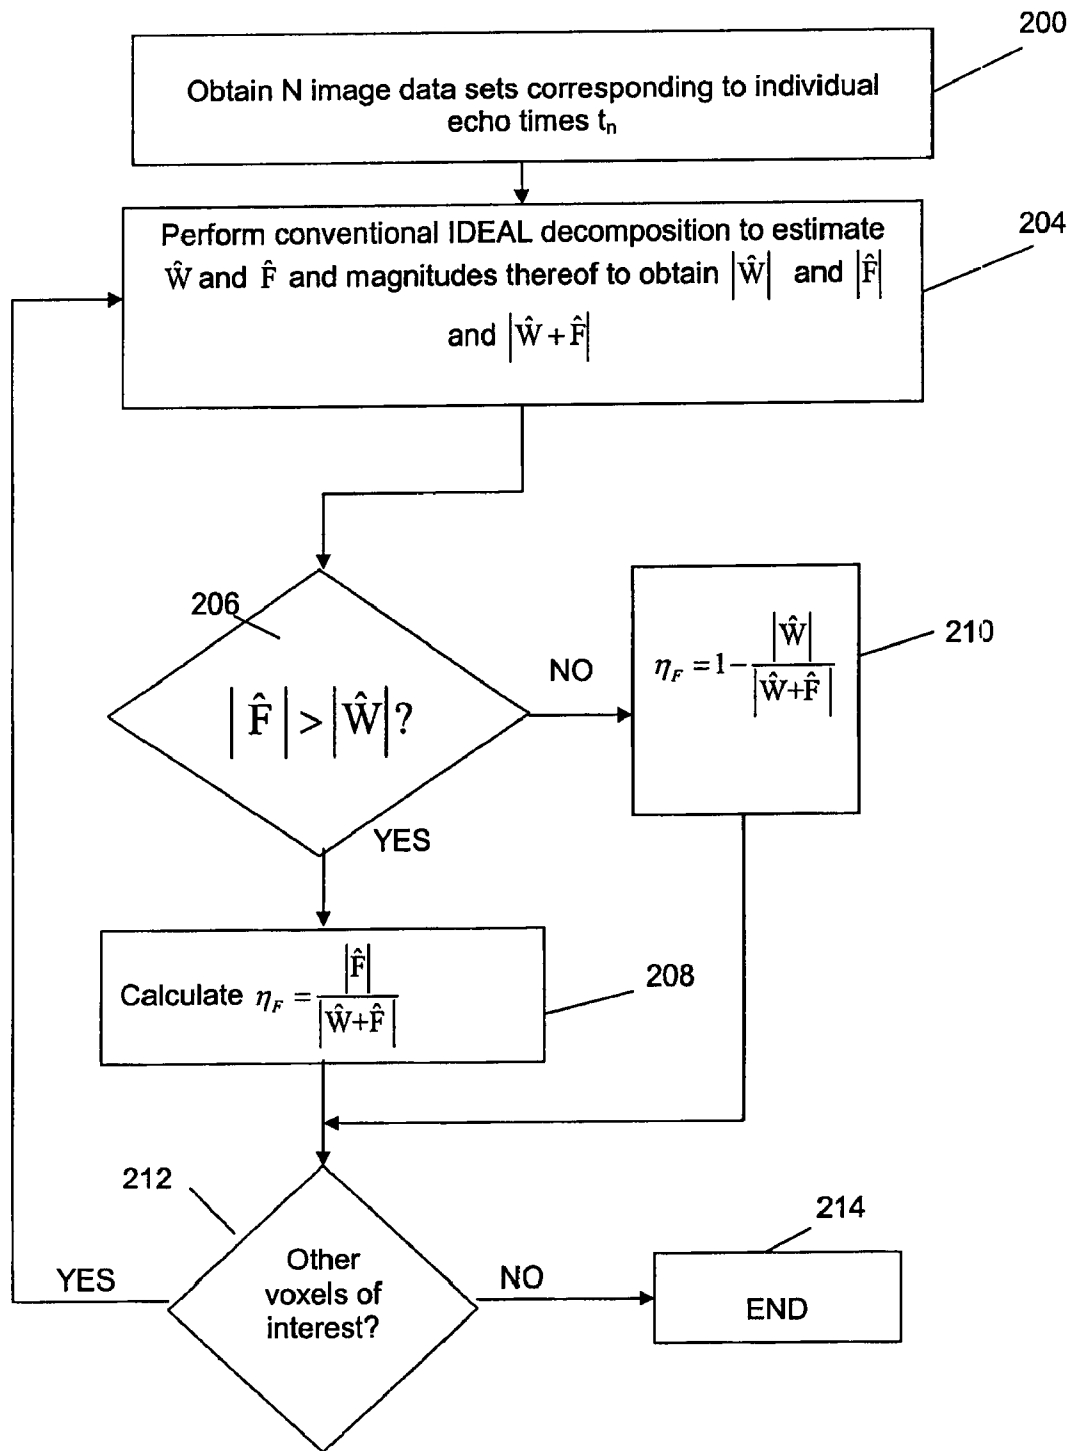 200
Obtain N image data sets corresponding to individual
echo times tₙ
204
Perform conventional IDEAL decomposition to estimate
Ŵ and F̂ and magnitudes thereof to obtain |Ŵ| and |F̂|
and |Ŵ + F̂|
206
|F̂| > |Ŵ|?
NO
210
η_F = 1 - |Ŵ| / |Ŵ+F̂|
YES
Calculate η_F = |F̂| / |Ŵ+F̂|
208
212
Other
voxels of
interest?
YES
NO
214
END